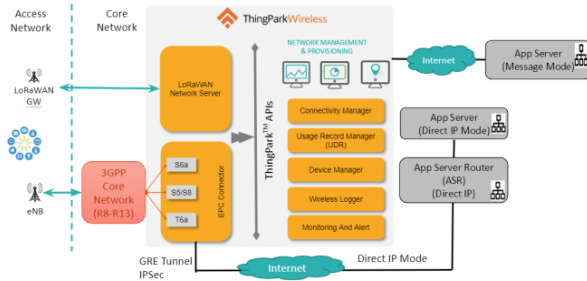 Access
Network
Core
Network
ThingParkWireless
NETWORK MANAGEMENT
& PROVISIONING
LoRaWAN
Network Server
LoRaWAN
GW
ThingPark™ APIs
Connectivity Manager
Usage Record Manager
(UDR)
Device Manager
Wireless Logger
Monitoring And Alert
3GPP
Core
Network
(R8-R13)
eNB
S6a
S5/S8
T6a
EPC Connector
Internet
App Server
(Message Mode)
App Server
(Direct IP Mode)
App Server Router
(ASR)
(Direct IP)
GRE Tunnel
IPSec
Internet
Direct IP Mode